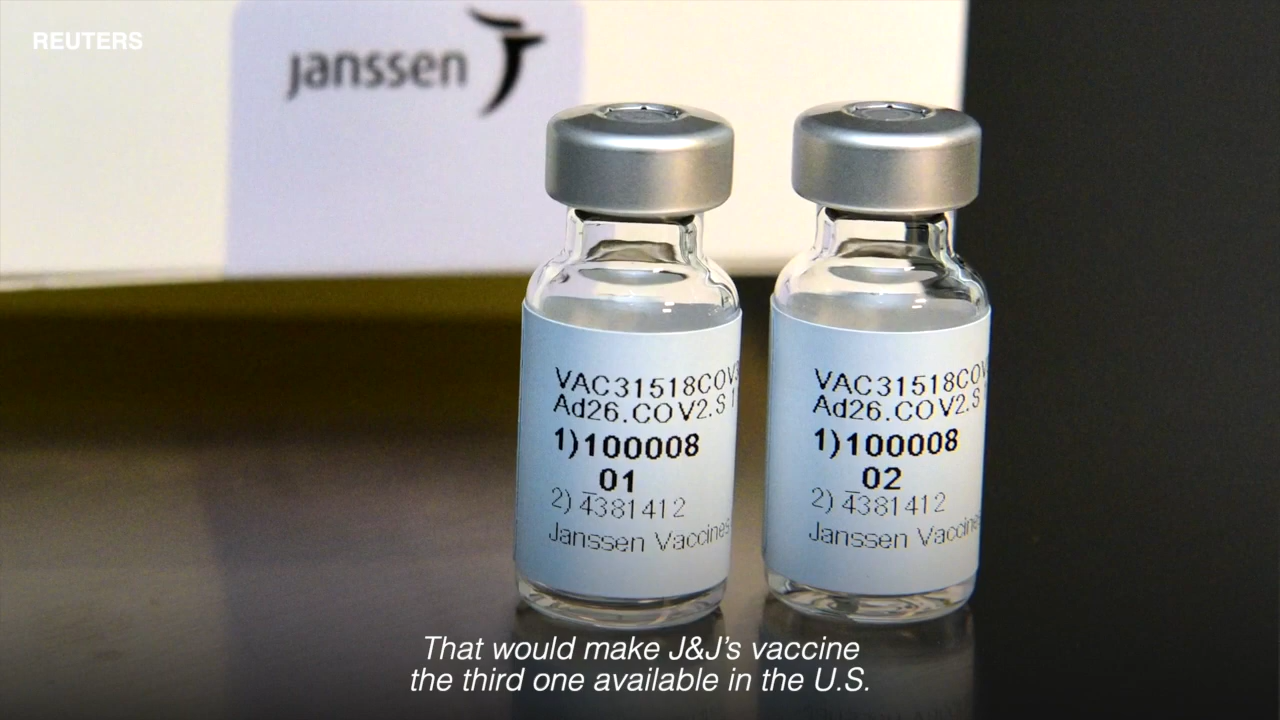 REUTERS
Janssen
VAC31518COV
Ad26.COV2.S
1)100008
01
2) 4381412
Janssen Vaccines
VAC31518COV
Ad26.COV2.S
1)100008
02
2) 4381412
Janssen Vaccines
That would make J&J's vaccine
the third one available in the U.S.